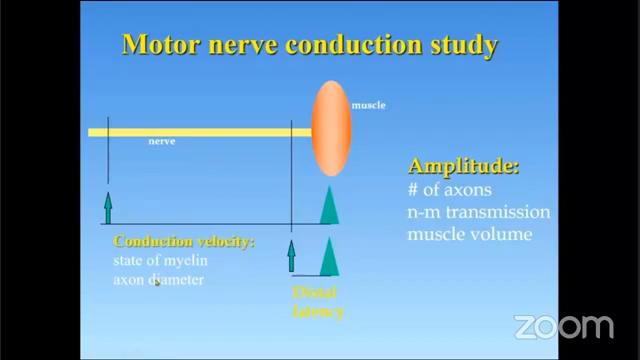 Motor nerve conduction study
muscle
nerve
Amplitude:
# of axons
n-m transmission
muscle volume
Conduction velocity:
state of myelin
axon diameter
Distal
latency
zoom